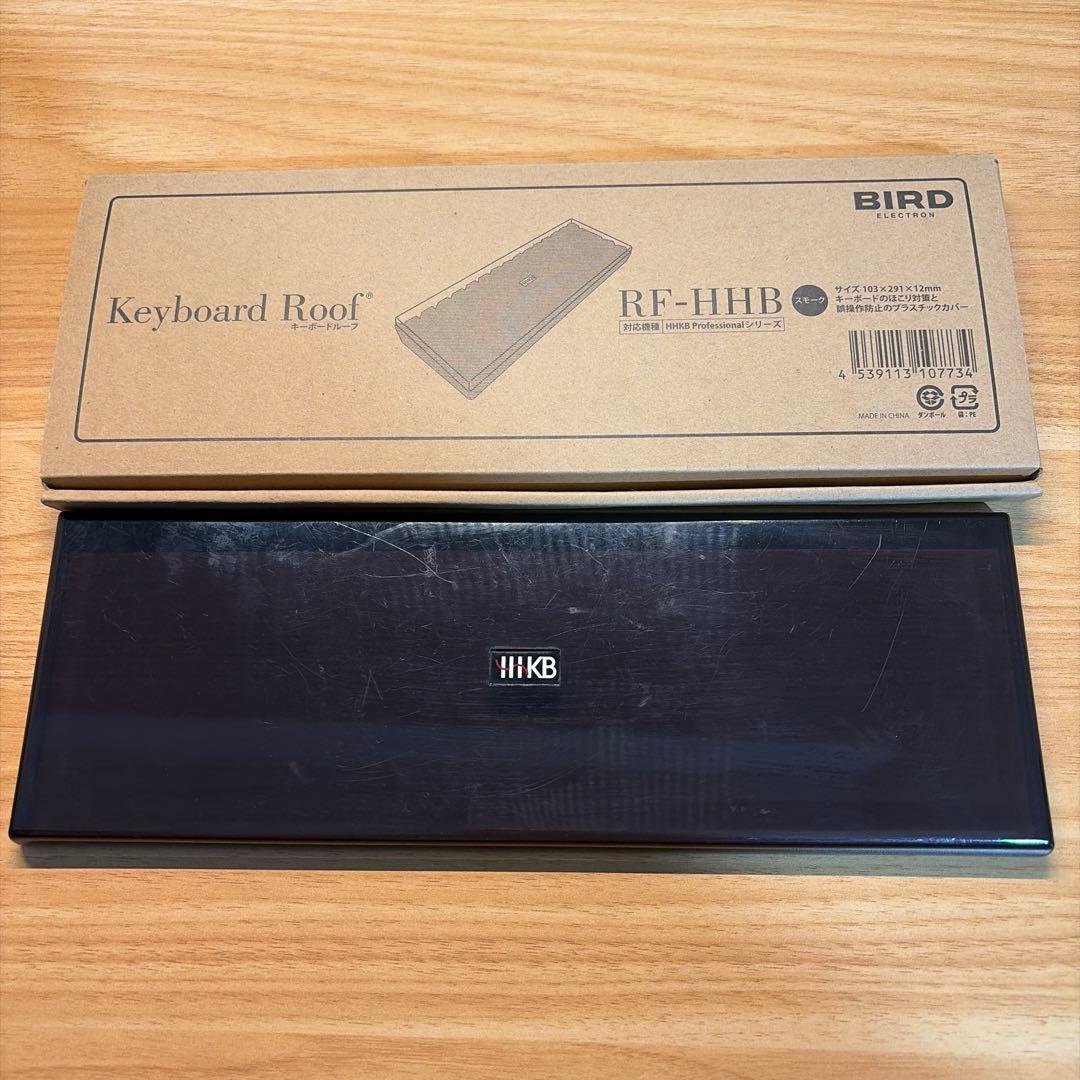 BIRD
ELECTRON
Keyboard Roof®
キーボードルーフ
RF-HHB
スモーク
対応機種 HHKB Professionalシリーズ
サイズ 103×291×12mm
キーボードのほこり対策と
誤操作防止のプラスチックカバー
4 539113 107734
MADE IN CHINA
ダンボール
プラ
袋:PE
HHKB